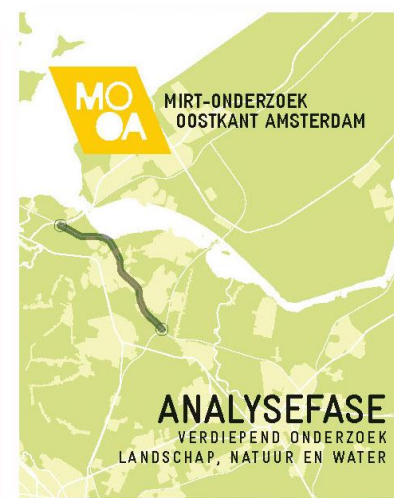 MO
OA
MIRT-ONDERZOEK
OOSTKANT AMSTERDAM
ANALYSEFASE
VERDIEPEND ONDERZOEK
LANDSCHAP, NATUUR EN WATER